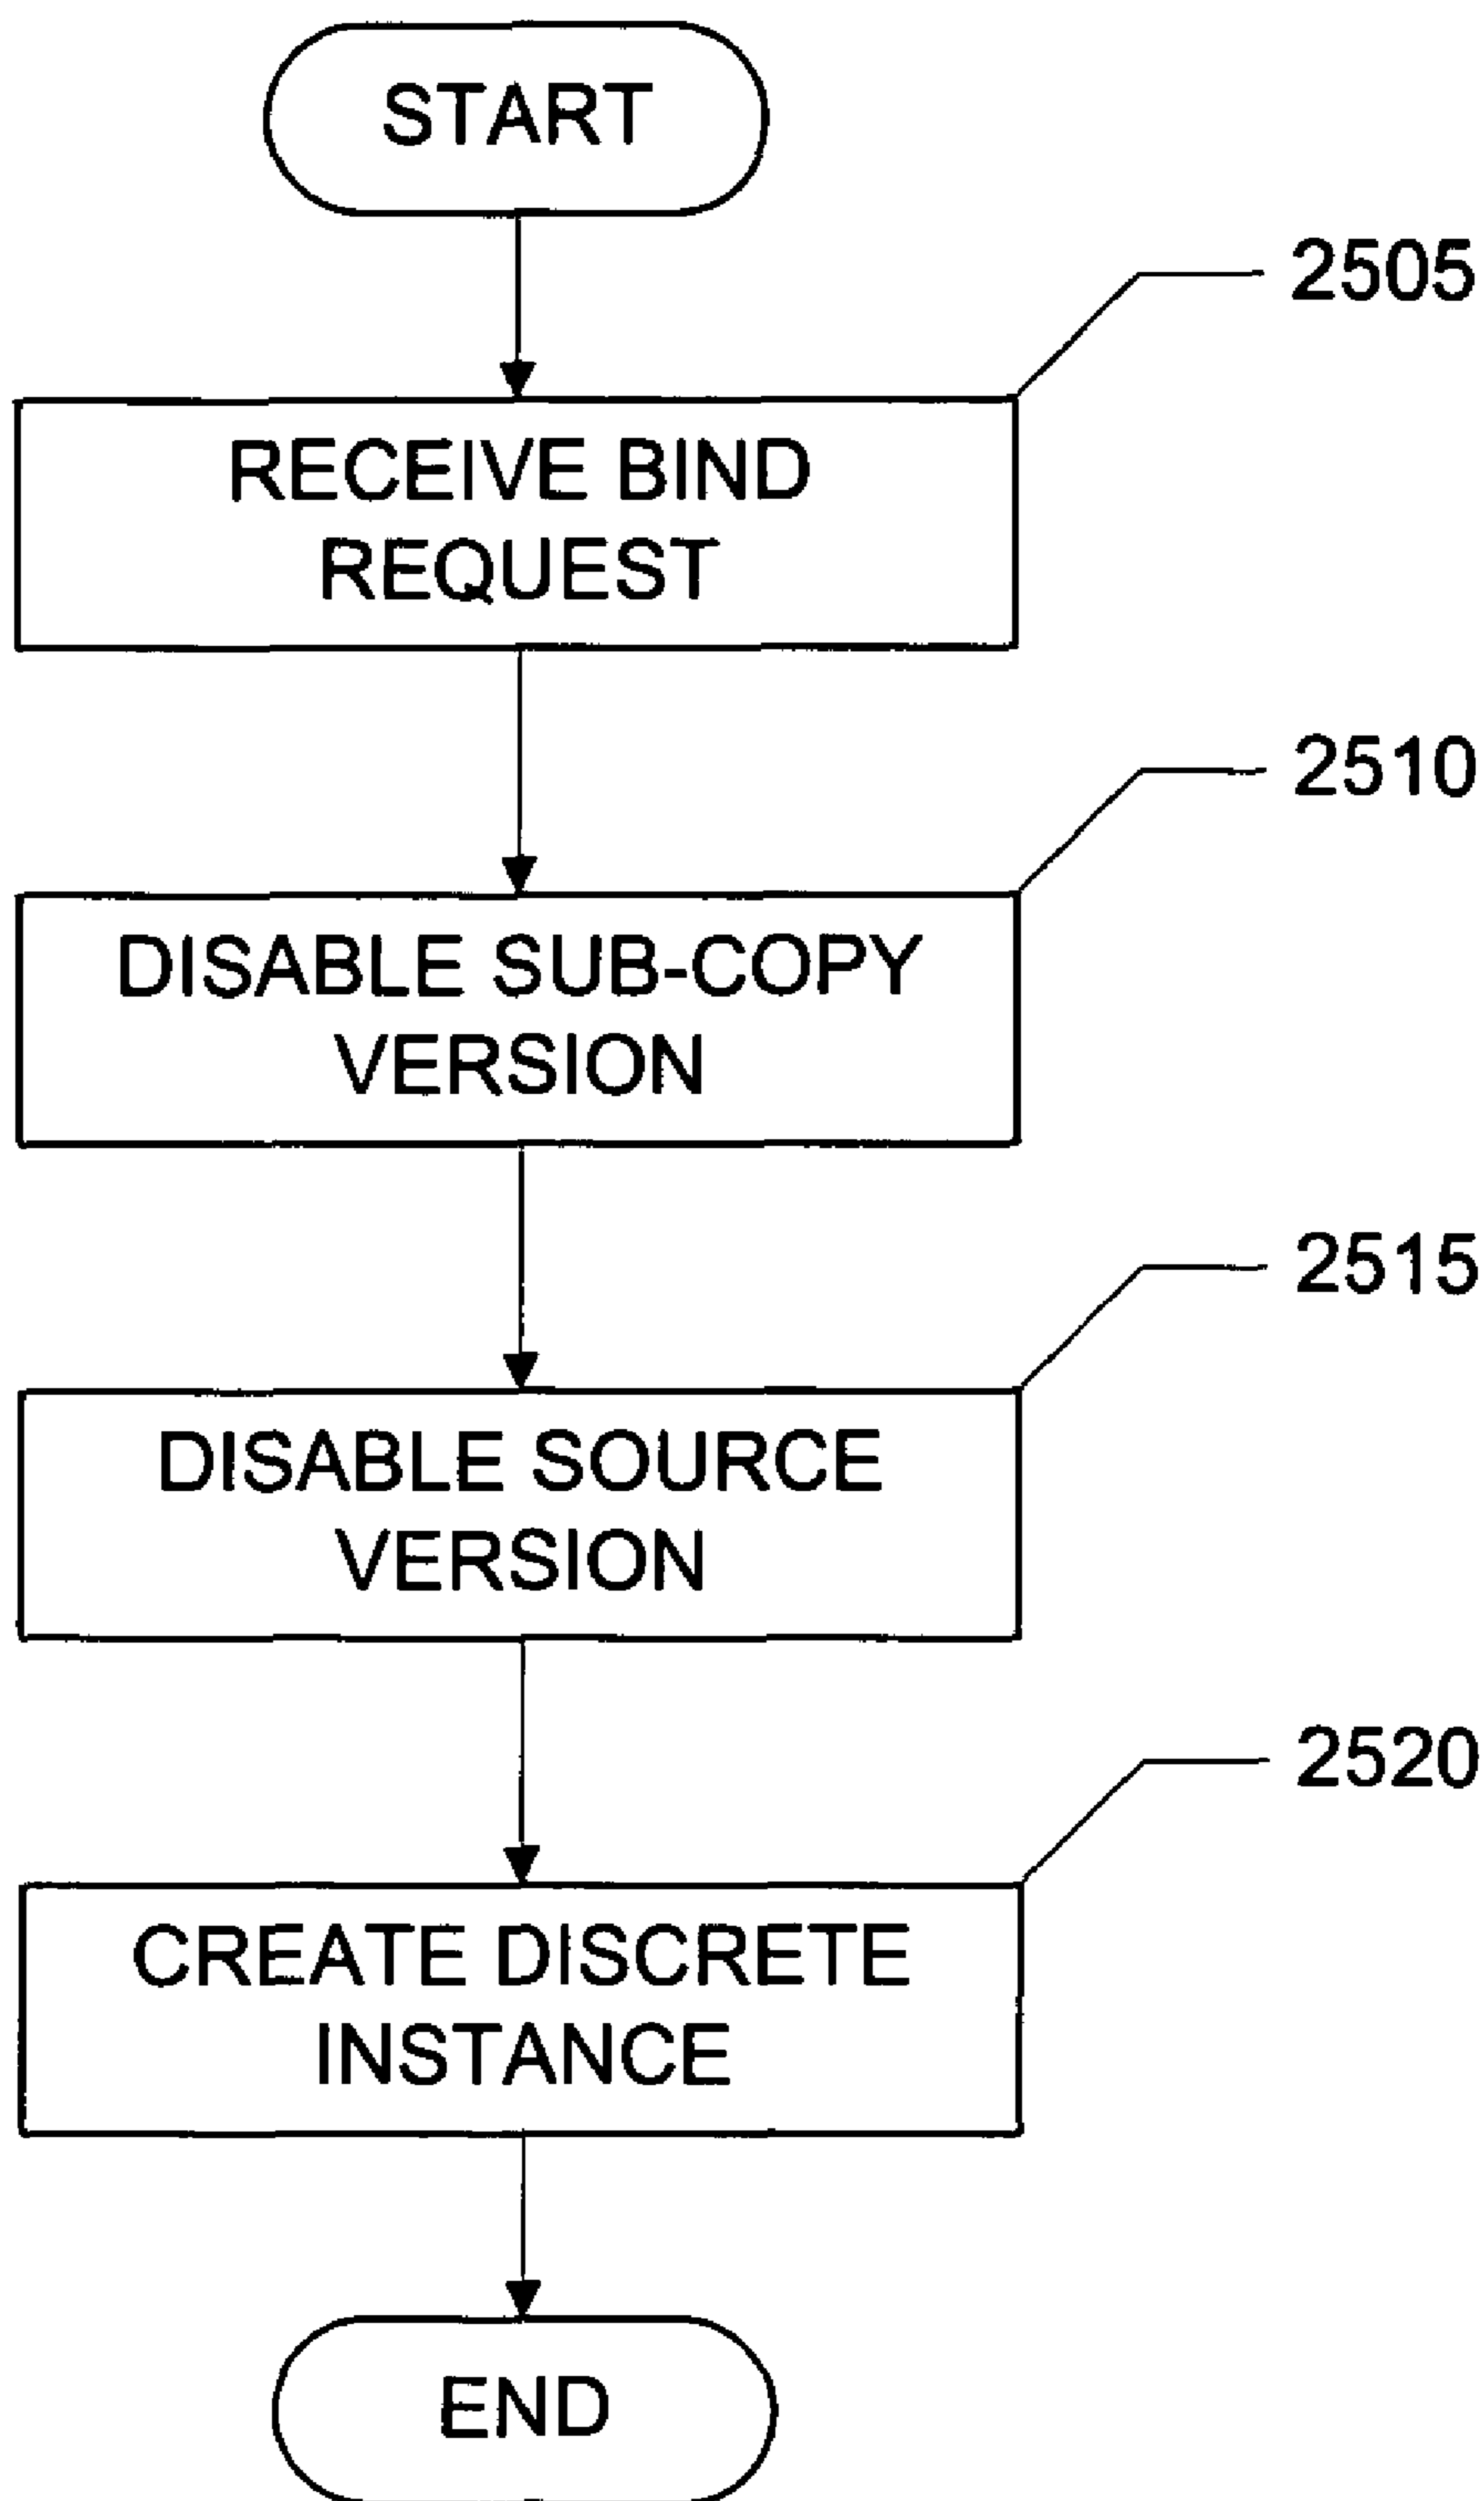 START
2505
RECEIVE BIND
REQUEST
2510
DISABLE SUB-COPY
VERSION
2515
DISABLE SOURCE
VERSION
2520
CREATE DISCRETE
INSTANCE
END